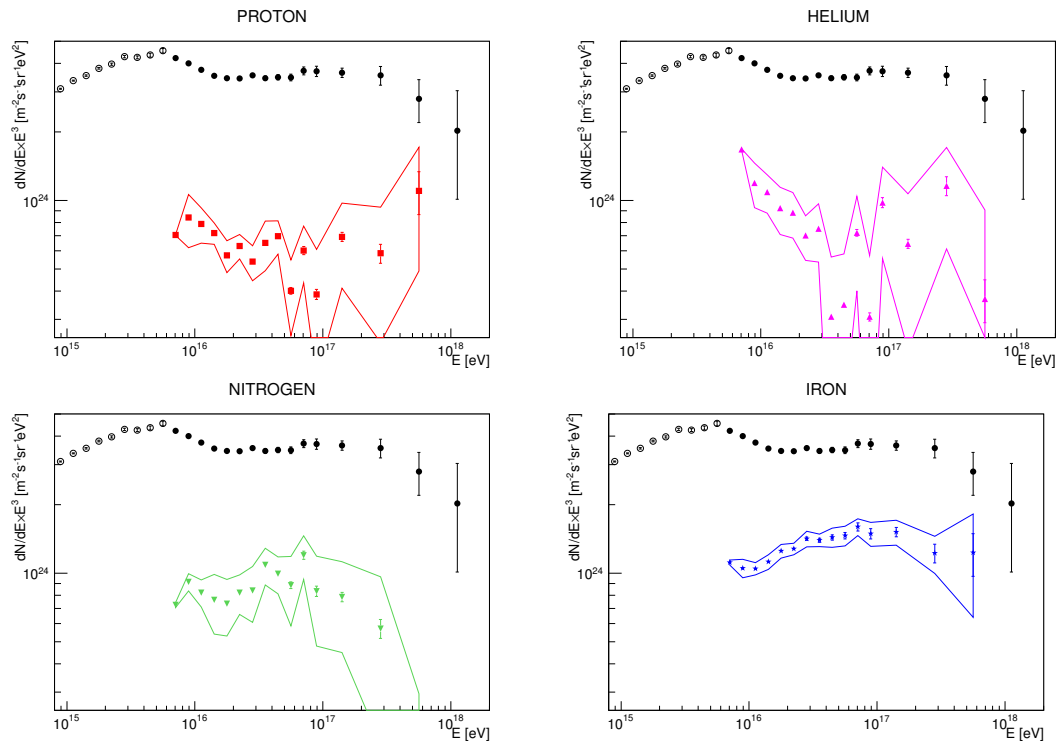 PROTON
dN/dE×E³ [m⁻²s⁻¹sr⁻¹eV²]
10²⁴
10¹⁵ 10¹⁶ 10¹⁷ 10¹⁸
E [eV]
HELIUM
dN/dE×E³ [m⁻²s⁻¹sr⁻¹eV²]
10²⁴
10¹⁵ 10¹⁶ 10¹⁷ 10¹⁸
E [eV]
NITROGEN
dN/dE×E³ [m⁻²s⁻¹sr⁻¹eV²]
10²⁴
10¹⁵ 10¹⁶ 10¹⁷ 10¹⁸
E [eV]
IRON
dN/dE×E³ [m⁻²s⁻¹sr⁻¹eV²]
10²⁴
10¹⁵ 10¹⁶ 10¹⁷ 10¹⁸
E [eV]